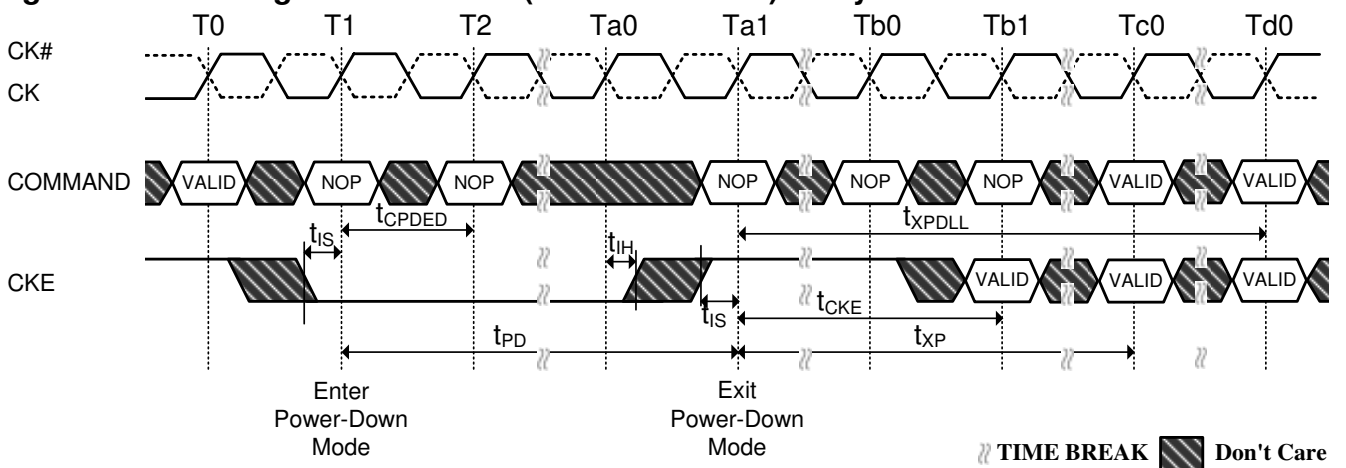 T0 T1 T2 Ta0 Ta1 Tb0 Tb1 Tc0 Td0
CK#
CK
COMMAND VALID NOP NOP NOP NOP NOP VALID VALID
tCPDED
tXPDLL
tIS
tIH
CKE VALID VALID VALID
tIS
tCKE
tPD
tXP
Enter
Power-Down
Mode
Exit
Power-Down
Mode
TIME BREAK
Don't Care